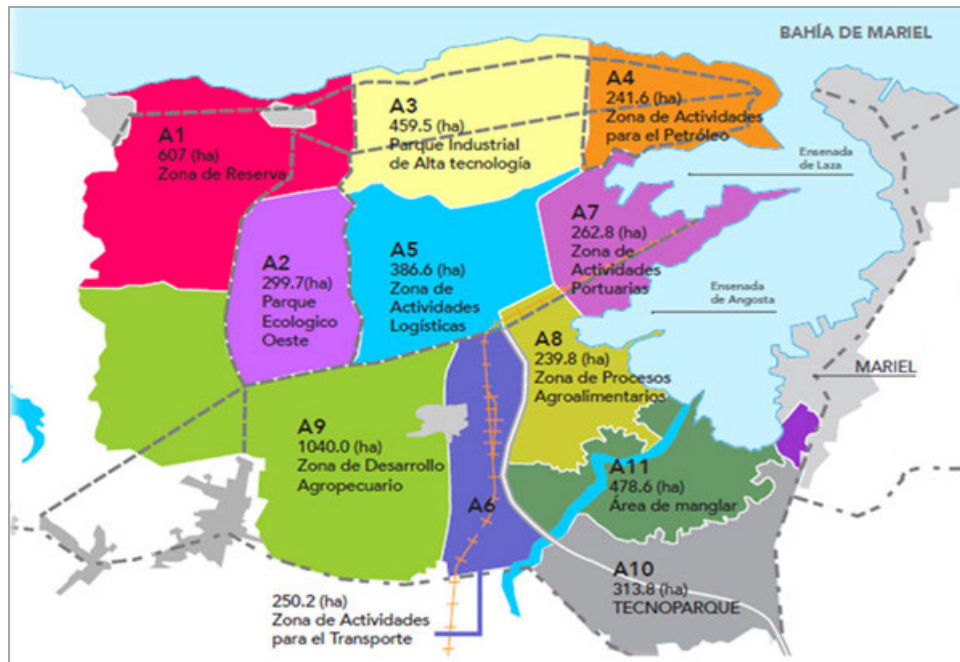 BAHÍA DE MARIEL
A1
607 (ha)
Zona de Reserva
A3
459.5 (ha)
Parque Industrial
de Alta tecnología
A4
241.6 (ha)
Zona de Actividades
para el Petróleo
Ensenada
de Laza
A2
299.7(ha)
Parque
Ecologico
Oeste
A5
386.6 (ha)
Zona de
Actividades
Logísticas
A7
262.8 (ha)
Zona de
Actividades
Portuarias
Ensenada
de Angosta
A8
239.8 (ha)
Zona de Procesos
Agroalimentarios
MARIEL
A9
1040.0 (ha)
Zona de Desarrollo
Agropecuario
A6
A11
478.6 (ha)
Área de manglar
A10
313.8 (ha)
TECNOPARQUE
250.2 (ha)
Zona de Actividades
para el Transporte